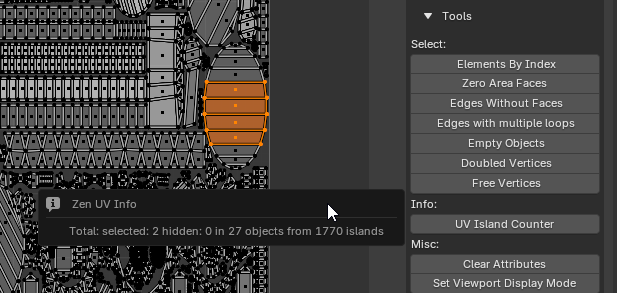 Tools
Select:
Elements By Index
Zero Area Faces
Edges Without Faces
Edges with multiple loops
Empty Objects
Doubled Vertices
Free Vertices
Info:
UV Island Counter
Misc:
Clear Attributes
Set Viewport Display Mode
Zen UV Info
Total: selected: 2 hidden: 0 in 27 objects from 1770 islands